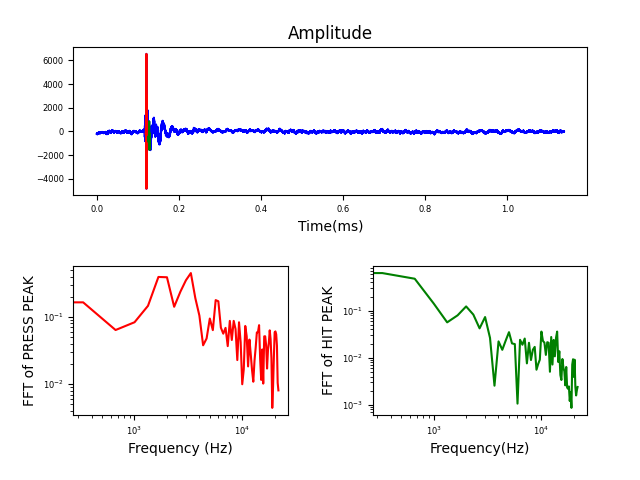 Amplitude
6000
4000
2000
0
−2000
−4000
0.0 0.2 0.4 0.6 0.8 1.0
Time(ms)
FFT of PRESS PEAK
10⁻¹
10⁻²
10³ 10⁴
Frequency (Hz)
FFT of HIT PEAK
10⁻¹
10⁻²
10⁻³
10³ 10⁴
Frequency(Hz)